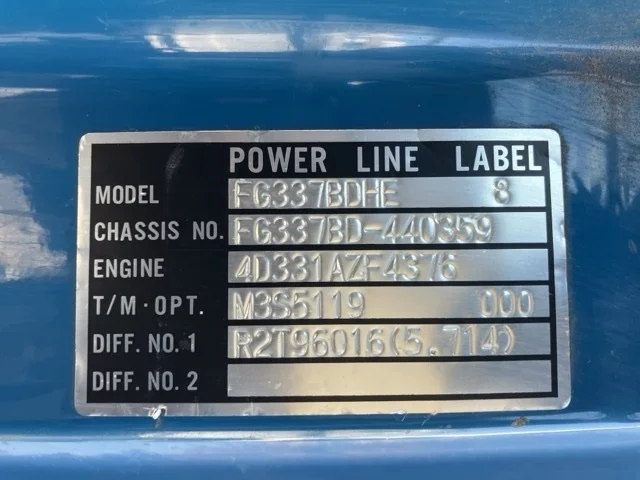 POWER LINE LABEL
MODEL FG337BDHE 8
CHASSIS NO. FG337BD-440359
ENGINE 4D331AZF4376
T/M·OPT. M3S5119 000
DIFF. NO. 1 R2T96016(5.714)
DIFF. NO. 2